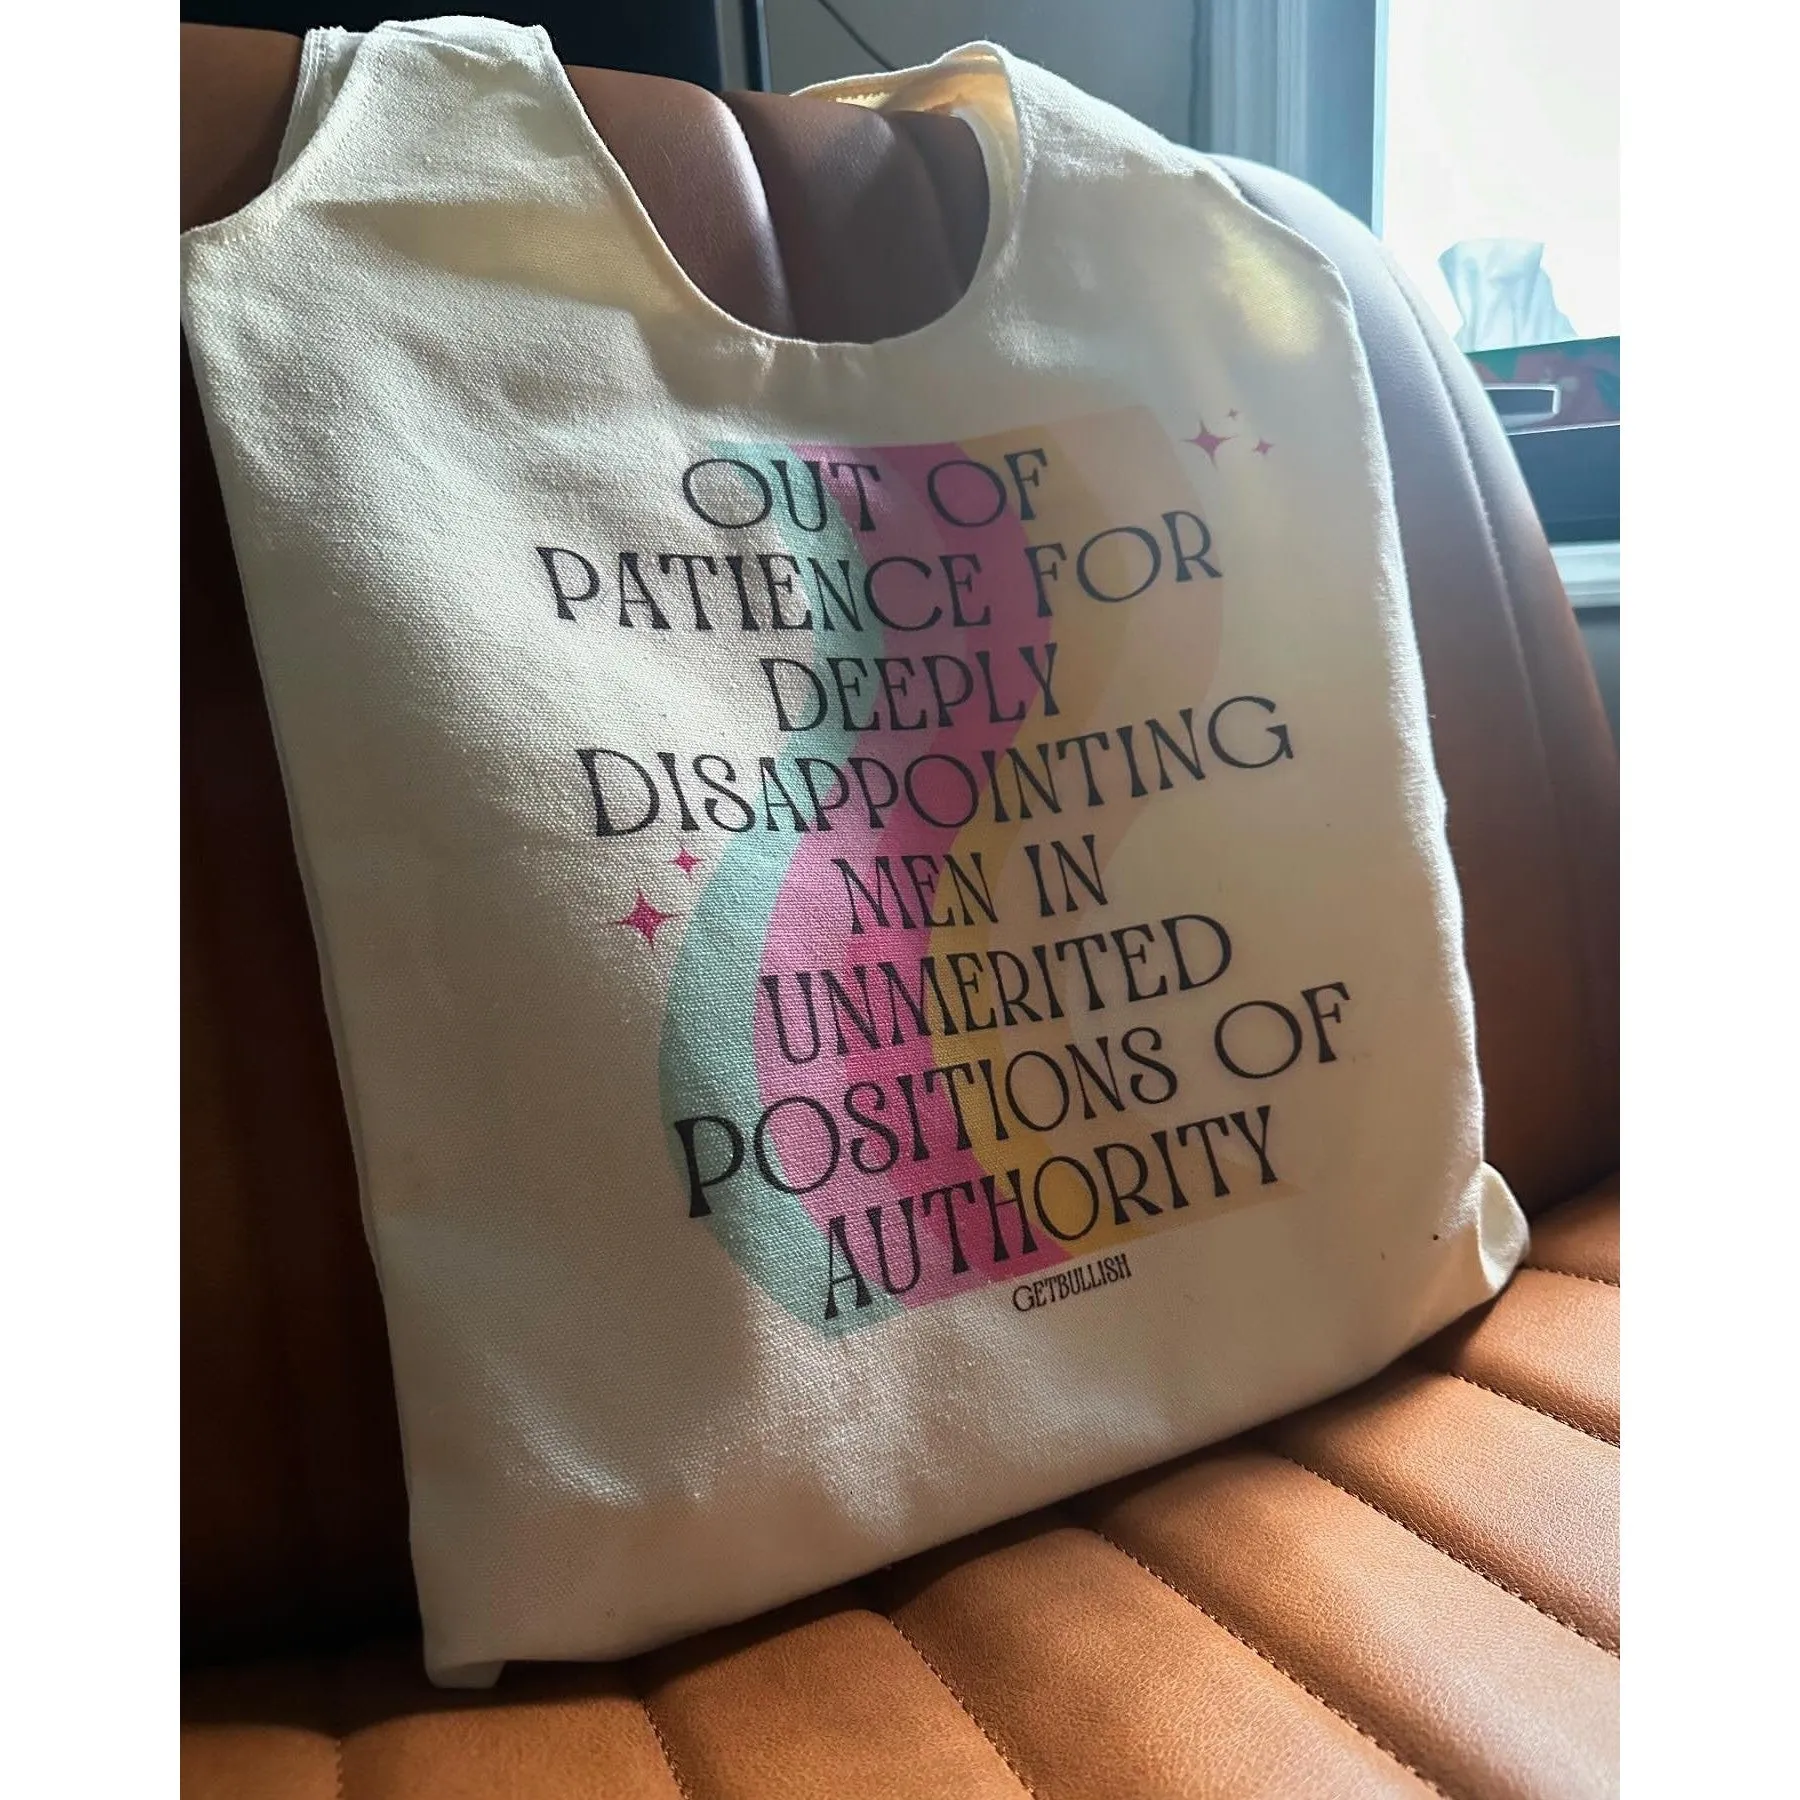 OUT OF
PATIENCE FOR
DEEPLY
DISAPPOINTING
MEN IN
UNMERITED
POSITIONS OF
AUTHORITY
GETBULLISH